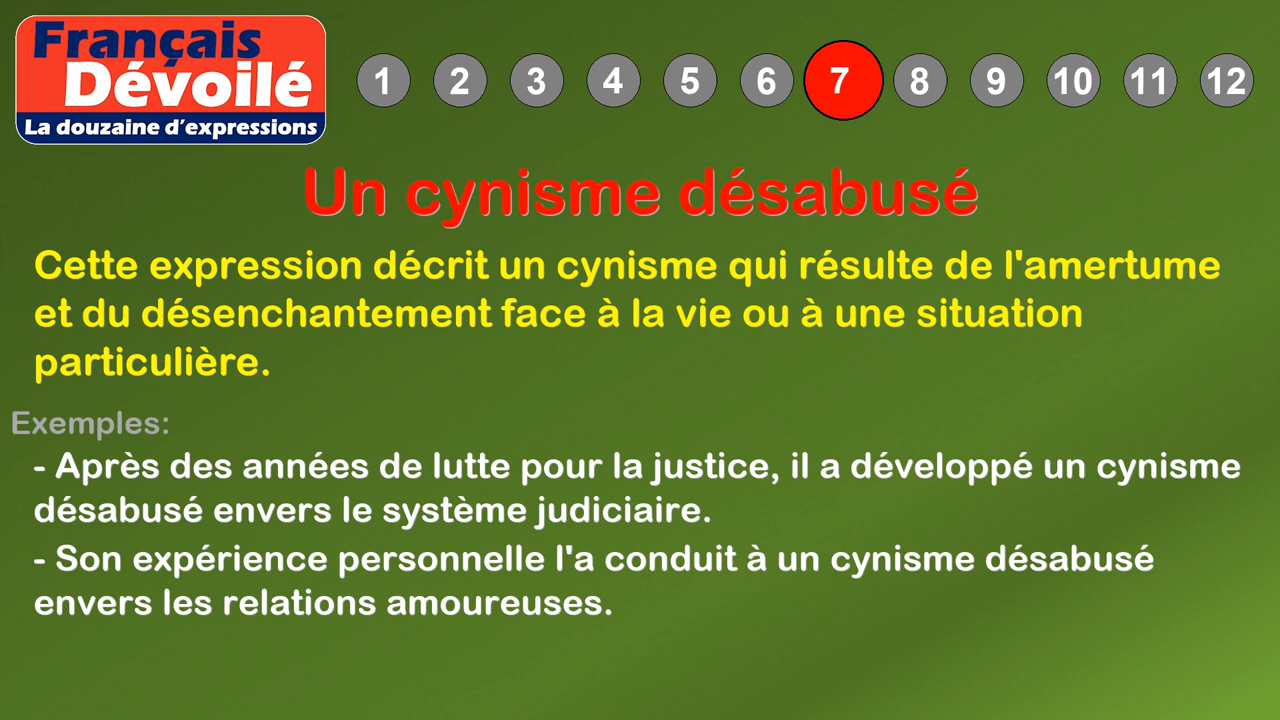 Français
Dévoilé
La douzaine d'expressions
1 2 3 4 5 6 7 8 9 10 11 12
Un cynisme désabusé
Cette expression décrit un cynisme qui résulte de l'amertume
et du désenchantement face à la vie ou à une situation
particulière.
Exemples:
- Après des années de lutte pour la justice, il a développé un cynisme
désabusé envers le système judiciaire.
- Son expérience personnelle l'a conduit à un cynisme désabusé
envers les relations amoureuses.